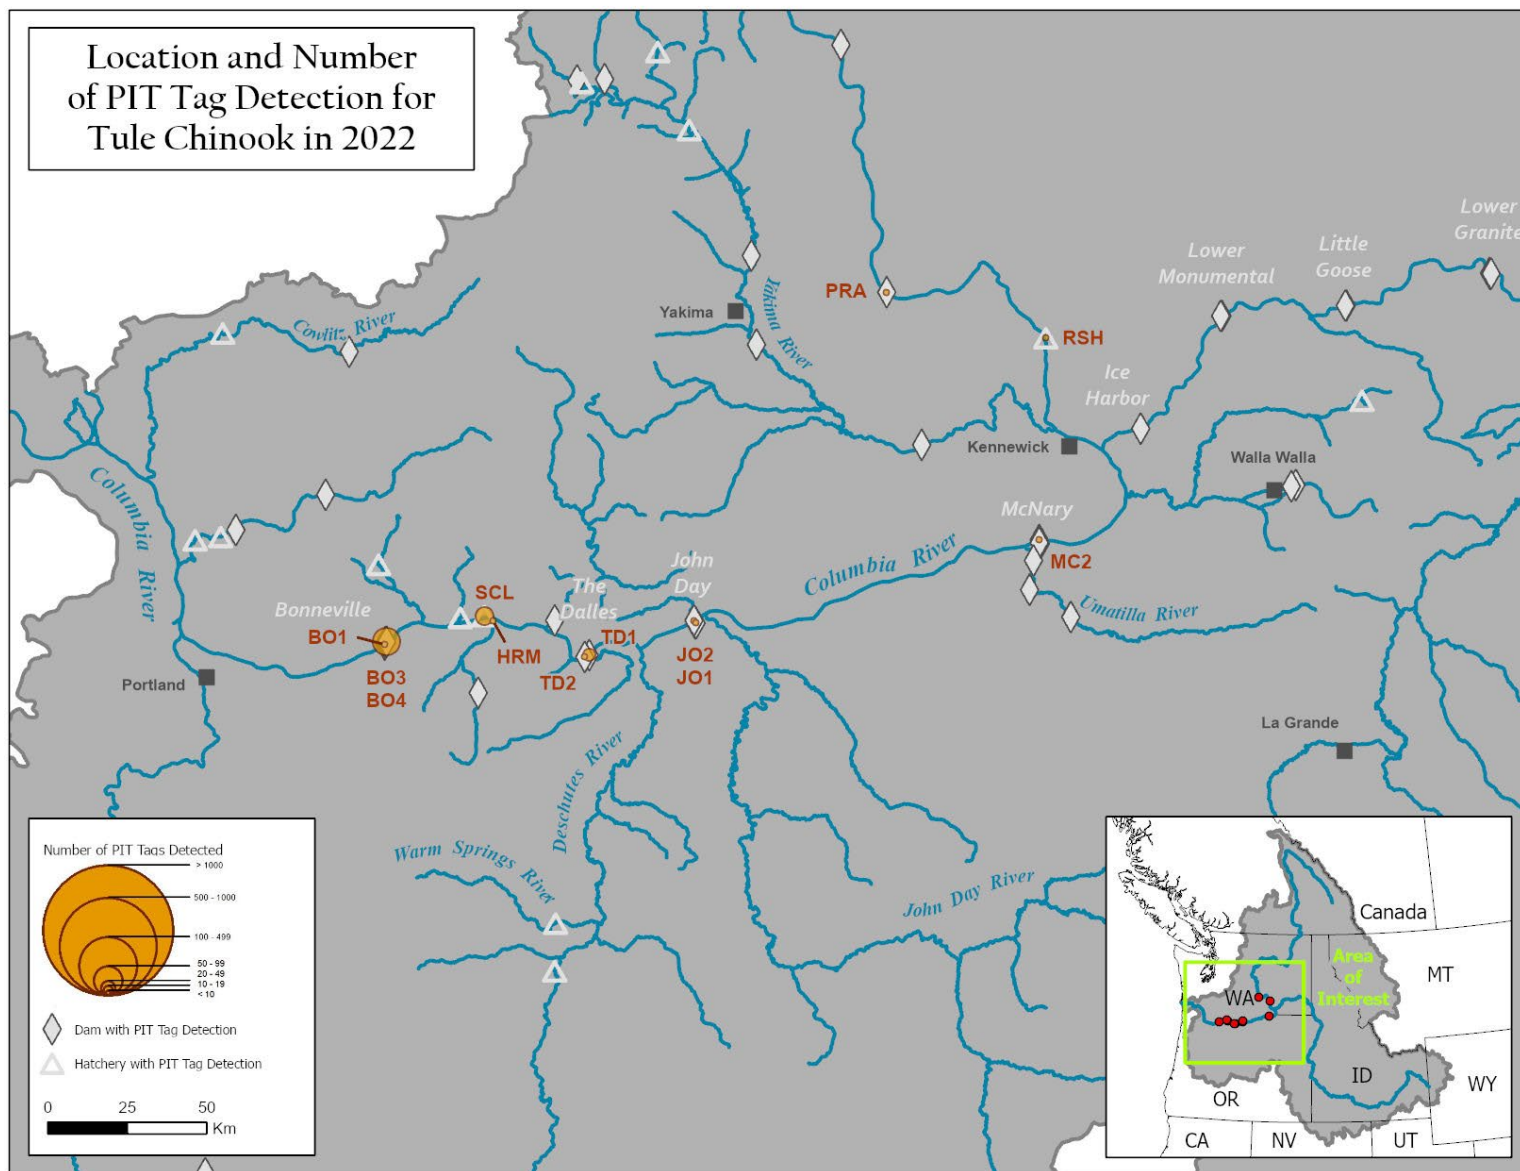 Location and Number
of PIT Tag Detection for
Tule Chinook in 2022
Lower
Granite
Little
Goose
Lower
Monumental
PRA
Yakima
Yakima River
Cowlitz River
RSH
Ice
Harbor
Kennewick
Walla Walla
Columbia River
McNary
MC2
Columbia River
Umatilla River
John
Day
The
Dalles
SCL
Bonneville
BO1
HRM
TD1
TD2
JO2
JO1
BO3
BO4
Portland
La Grande
Deschutes River
Warm Springs River
John Day River
Number of PIT Tags Detected
> 1000
500 - 1000
100 - 499
50 - 99
20 - 49
10 - 19
< 10
Dam with PIT Tag Detection
Hatchery with PIT Tag Detection
0 25 50
Km
Canada
Area
of
Interest
MT
WA
ID
WY
OR
CA
NV
UT